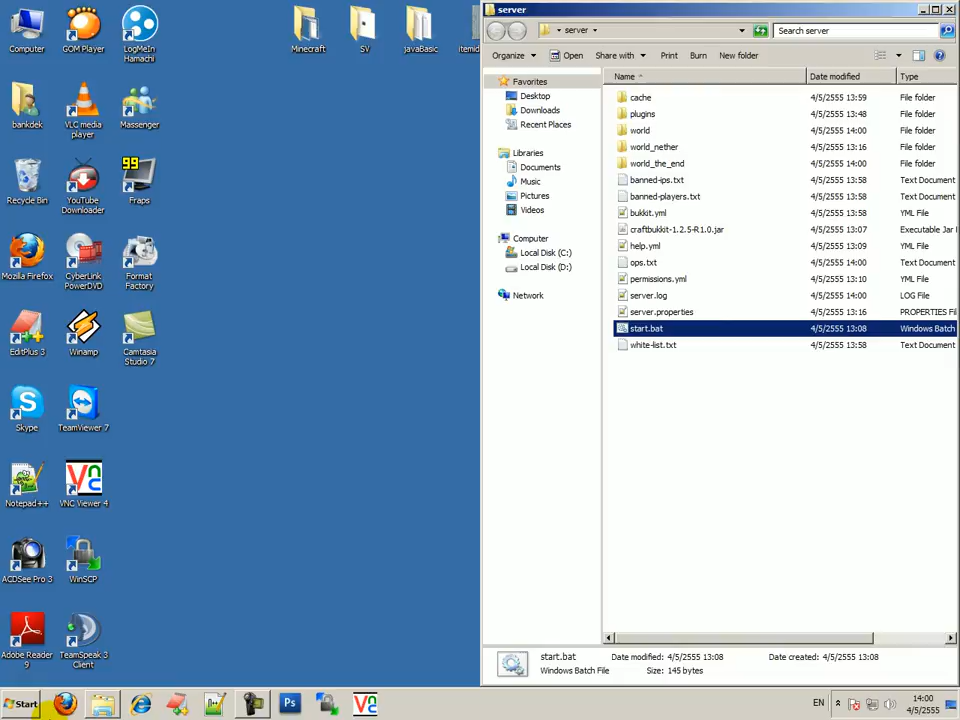 Computer
GOM Player
LogMeIn
Hamachi
Minecraft
SV
javaBasic
itemid
bankdek
VLC media
player
Massenger
99
Recycle Bin
YouTube
Downloader
Fraps
Mozilla Firefox
CyberLink
PowerDVD
Format
Factory
EditPlus 3
Winamp
Camtasia
Studio 7
Skype
TeamViewer 7
Notepad++
VNC Viewer 4
ACDSee Pro 3
WinSCP
Adobe Reader
9
TeamSpeak 3
Client
server
server
Search server
Organize
Open
Share with
Print
Burn
New folder
Favorites
Desktop
Downloads
Recent Places
Libraries
Documents
Music
Pictures
Videos
Computer
Local Disk (C:)
Local Disk (D:)
Network
Name Date modified Type
cache 4/5/2555 13:59 File folder
plugins 4/5/2555 13:48 File folder
world 4/5/2555 14:00 File folder
world_nether 4/5/2555 13:16 File folder
world_the_end 4/5/2555 14:00 File folder
banned-ips.txt 4/5/2555 13:58 Text Document
banned-players.txt 4/5/2555 13:58 Text Document
bukkit.yml 4/5/2555 13:58 YML File
craftbukkit-1.2.5-R1.0.jar 4/5/2555 13:07 Executable Jar
help.yml 4/5/2555 13:09 YML File
ops.txt 4/5/2555 14:00 Text Document
permissions.yml 4/5/2555 13:10 YML File
server.log 4/5/2555 14:00 LOG File
server.properties 4/5/2555 13:16 PROPERTIES Fi
start.bat 4/5/2555 13:08 Windows Batch
white-list.txt 4/5/2555 13:58 Text Document
start.bat Date modified: 4/5/2555 13:08 Date created: 4/5/2555 13:08
Windows Batch File Size: 145 bytes
Start
Ps
EN
14:00
4/5/2555